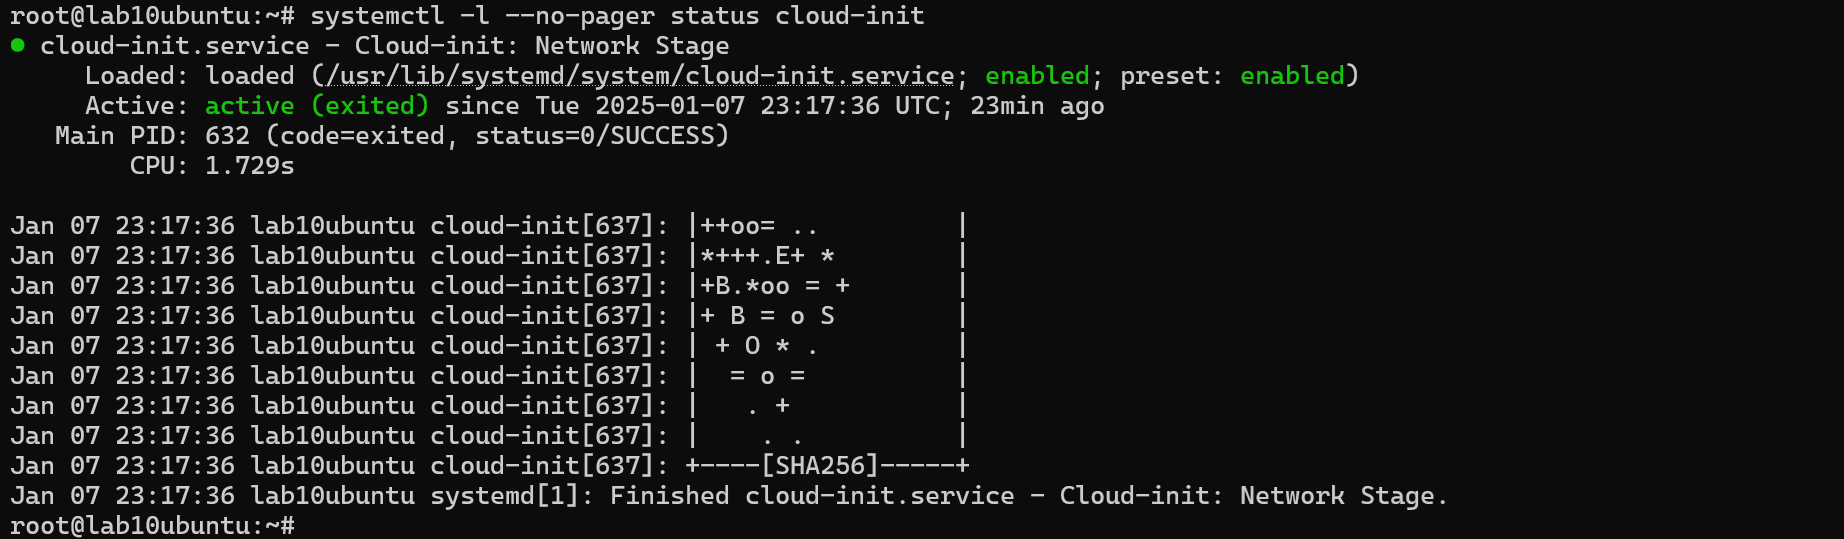 root@lab10ubuntu:~# systemctl -l --no-pager status cloud-init
● cloud-init.service - Cloud-init: Network Stage
     Loaded: loaded (/usr/lib/systemd/system/cloud-init.service; enabled; preset: enabled)
     Active: active (exited) since Tue 2025-01-07 23:17:36 UTC; 23min ago
   Main PID: 632 (code=exited, status=0/SUCCESS)
        CPU: 1.729s

Jan 07 23:17:36 lab10ubuntu cloud-init[637]: |++oo= ..         |
Jan 07 23:17:36 lab10ubuntu cloud-init[637]: |*+++.E+ *        |
Jan 07 23:17:36 lab10ubuntu cloud-init[637]: |+B.*oo = +       |
Jan 07 23:17:36 lab10ubuntu cloud-init[637]: |+ B = o S        |
Jan 07 23:17:36 lab10ubuntu cloud-init[637]: | + O * .         |
Jan 07 23:17:36 lab10ubuntu cloud-init[637]: |  = o =          |
Jan 07 23:17:36 lab10ubuntu cloud-init[637]: |   . +           |
Jan 07 23:17:36 lab10ubuntu cloud-init[637]: |    . .          |
Jan 07 23:17:36 lab10ubuntu cloud-init[637]: +----[SHA256]-----+
Jan 07 23:17:36 lab10ubuntu systemd[1]: Finished cloud-init.service - Cloud-init: Network Stage.
root@lab10ubuntu:~#